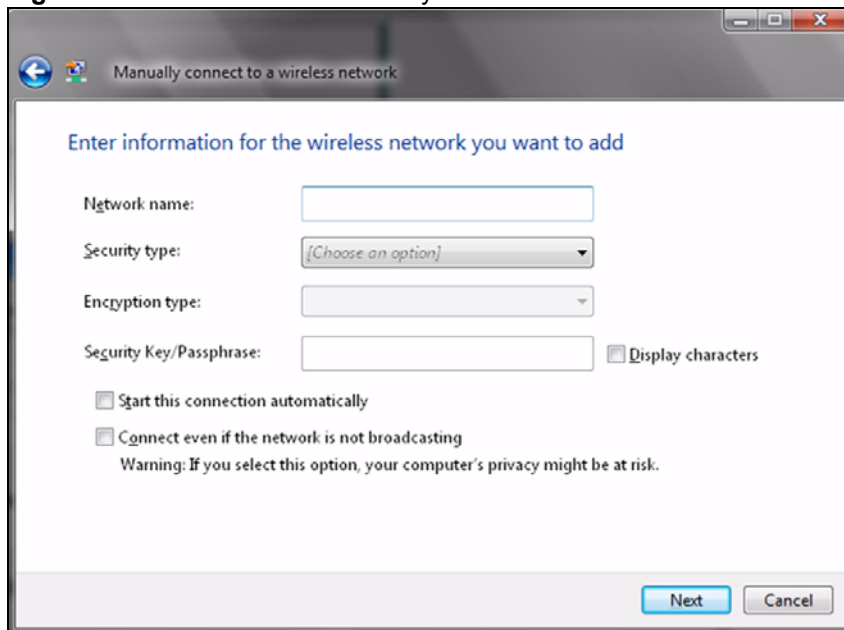 Manually connect to a wireless network
Enter information for the wireless network you want to add
Network name:
Security type: [Choose an option]
Encryption type:
Security Key/Passphrase: Display characters
Start this connection automatically
Connect even if the network is not broadcasting
Warning: If you select this option, your computer's privacy might be at risk.
Next Cancel